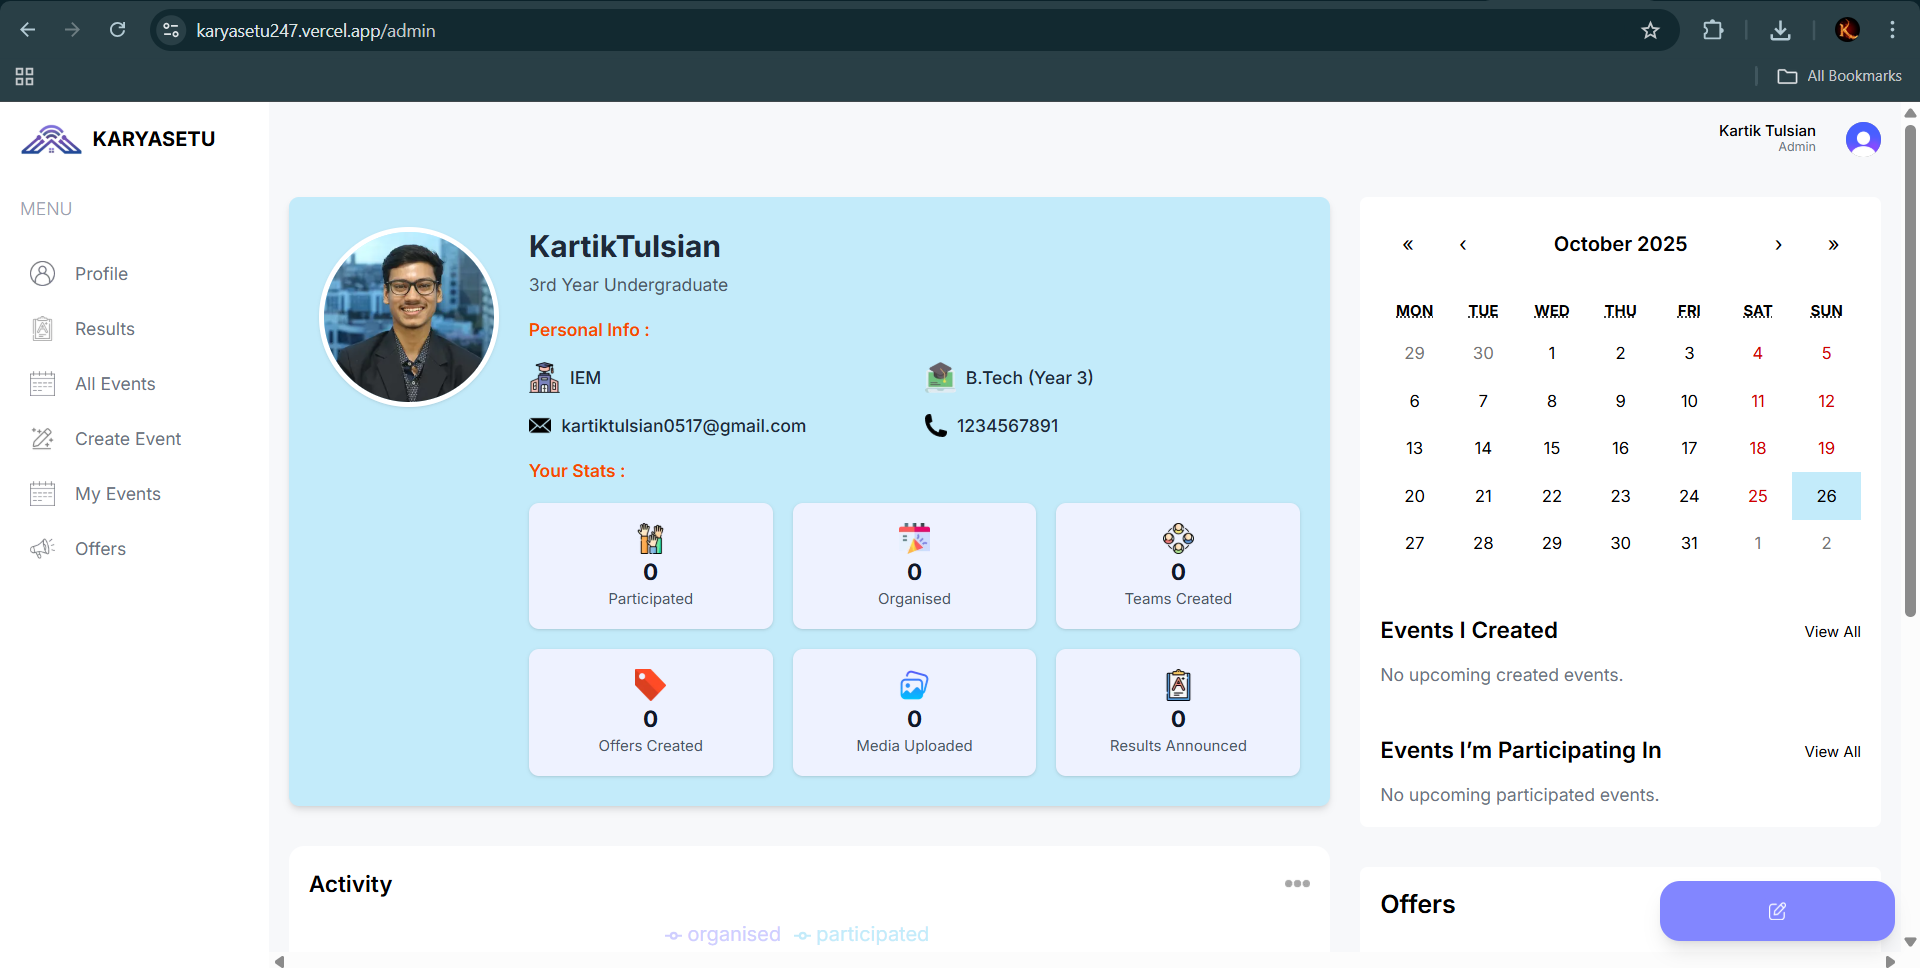 karyasetu247.vercel.app/admin
All Bookmarks
KARYASETU
Kartik Tulsian
Admin
MENU
Profile
Results
All Events
Create Event
My Events
Offers
KartikTulsian
3rd Year Undergraduate
Personal Info :
IEM
B.Tech (Year 3)
kartiktulsian0517@gmail.com
1234567891
Your Stats :
0
Participated
0
Organised
0
Teams Created
0
Offers Created
0
Media Uploaded
0
Results Announced
Activity
organised participated
« ‹ October 2025 › »
MON TUE WED THU FRI SAT SUN
29 30 1 2 3 4 5
6 7 8 9 10 11 12
13 14 15 16 17 18 19
20 21 22 23 24 25 26
27 28 29 30 31 1 2
Events I Created
View All
No upcoming created events.
Events I’m Participating In
View All
No upcoming participated events.
Offers